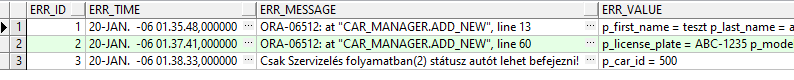 ERR_ID ERR_TIME ERR_MESSAGE ERR_VALUE
1 1 20-JAN. -06 01.35.48,000000 ... ORA-06512: at "CAR_MANAGER.ADD_NEW", line 13 ... p_first_name = teszt p_last_name = a
2 2 20-JAN. -06 01.37.41,000000 ... ORA-06512: at "CAR_MANAGER.ADD_NEW", line 60 ... p_license_plate = ABC-1235 p_mode
3 3 20-JAN. -06 01.38.33,000000 ... Csak Szervizelés folyamatban(2) státusz autót lehet befejezni! ... p_car_id = 500